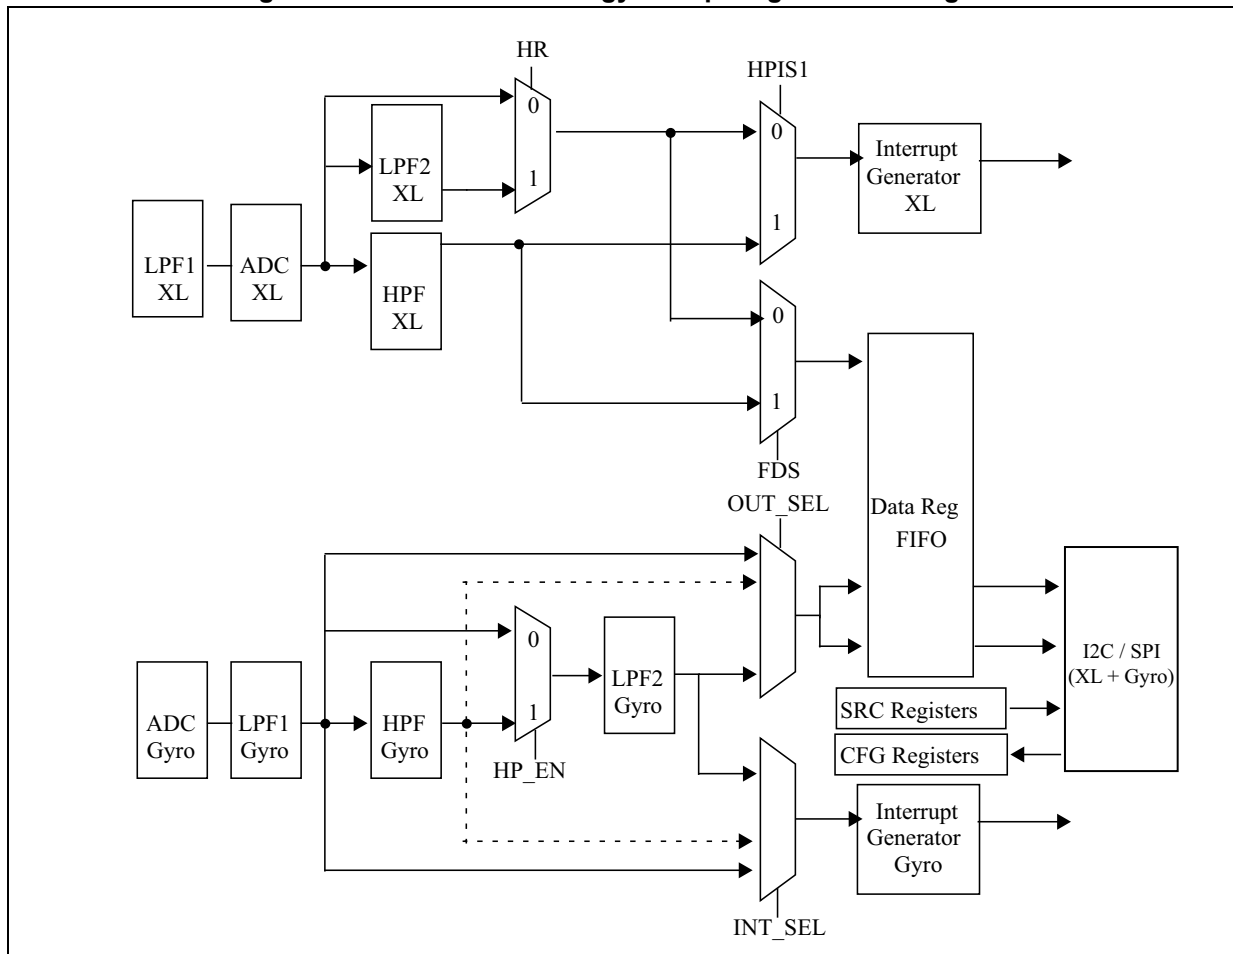 HR
HPIS1
0
1
LPF2
XL
0
1
Interrupt
Generator
XL
LPF1
XL
ADC
XL
HPF
XL
0
1
FDS
OUT_SEL
Data Reg
FIFO
0
1
HP_EN
LPF2
Gyro
ADC
Gyro
LPF1
Gyro
HPF
Gyro
I2C / SPI
(XL + Gyro)
SRC Registers
CFG Registers
Interrupt
Generator
Gyro
INT_SEL